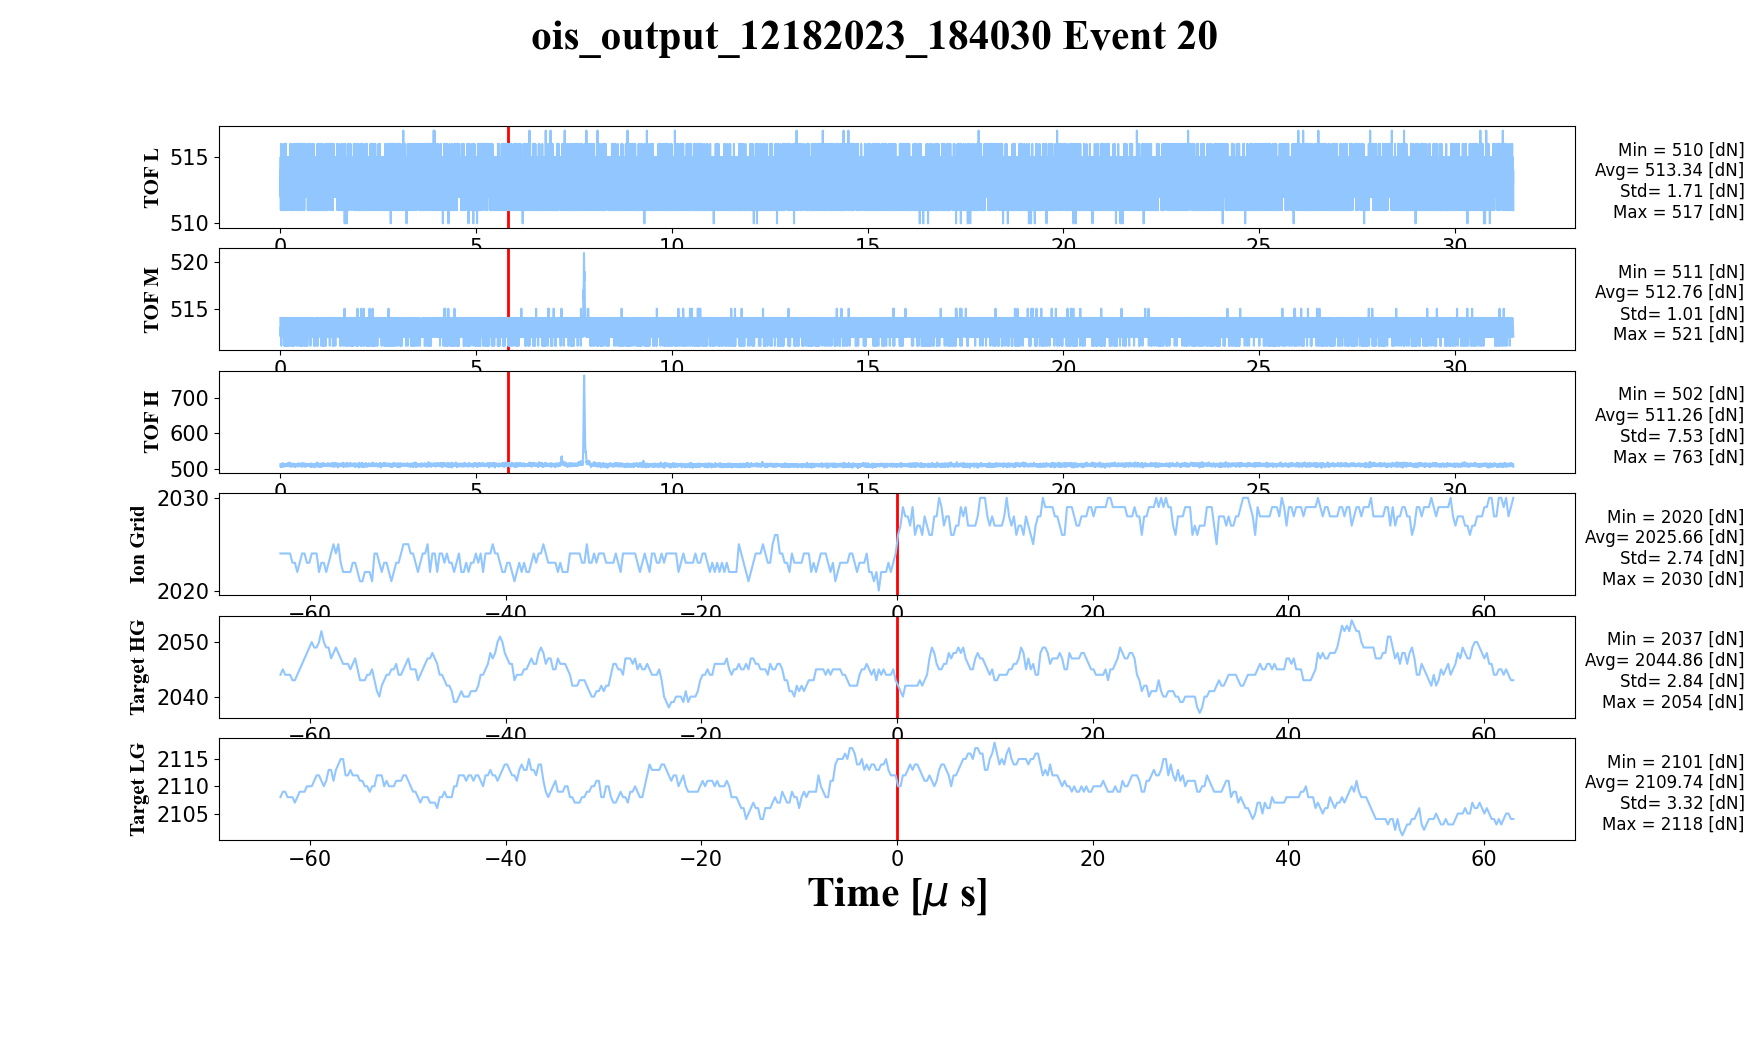 ois_output_12182023_184030 Event 20
TOF L
515
510
0 5 10 15 20 25 30
Min = 510 [dN]
Avg= 513.34 [dN]
Std= 1.71 [dN]
Max = 517 [dN]
TOF M
520
515
0 5 10 15 20 25 30
Min = 511 [dN]
Avg= 512.76 [dN]
Std= 1.01 [dN]
Max = 521 [dN]
TOF H
700
600
500
0 5 10 15 20 25 30
Min = 502 [dN]
Avg= 511.26 [dN]
Std= 7.53 [dN]
Max = 763 [dN]
Ion Grid
2030
2020
−60 −40 −20 0 20 40 60
Min = 2020 [dN]
Avg= 2025.66 [dN]
Std= 2.74 [dN]
Max = 2030 [dN]
Target HG
2050
2040
−60 −40 −20 0 20 40 60
Min = 2037 [dN]
Avg= 2044.86 [dN]
Std= 2.84 [dN]
Max = 2054 [dN]
Target LG
2115
2110
2105
−60 −40 −20 0 20 40 60
Min = 2101 [dN]
Avg= 2109.74 [dN]
Std= 3.32 [dN]
Max = 2118 [dN]
Time [μ s]